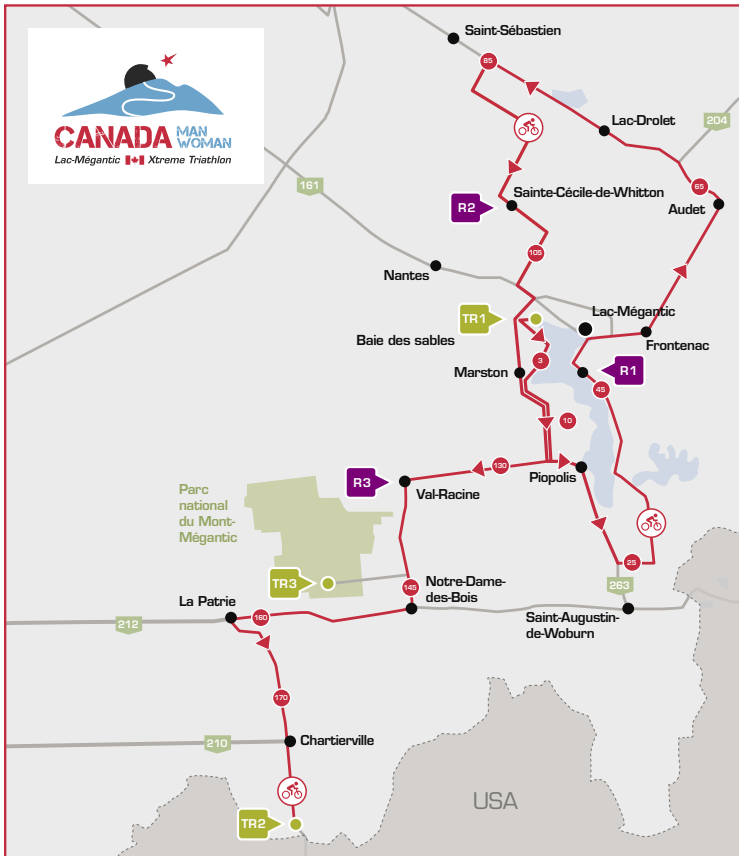 Saint-Sébastien
85
CANADA MAN
WOMAN
Lac-Mégantic Xtreme Triathlon
Lac-Drolet
204
161
65
Sainte-Cécile-de-Whitton
R2
Audet
105
Nantes
Lac-Mégantic
TR1
Baie des sables
Frontenac
3
Marston
R1
45
10
130
Piopolis
R3
Val-Racine
Parc
national
du Mont-
Mégantic
25
TR3
145
Notre-Dame-
des-Bois
263
La Patrie
160
212
Saint-Augustin-
de-Woburn
170
Chartierville
210
USA
TR2